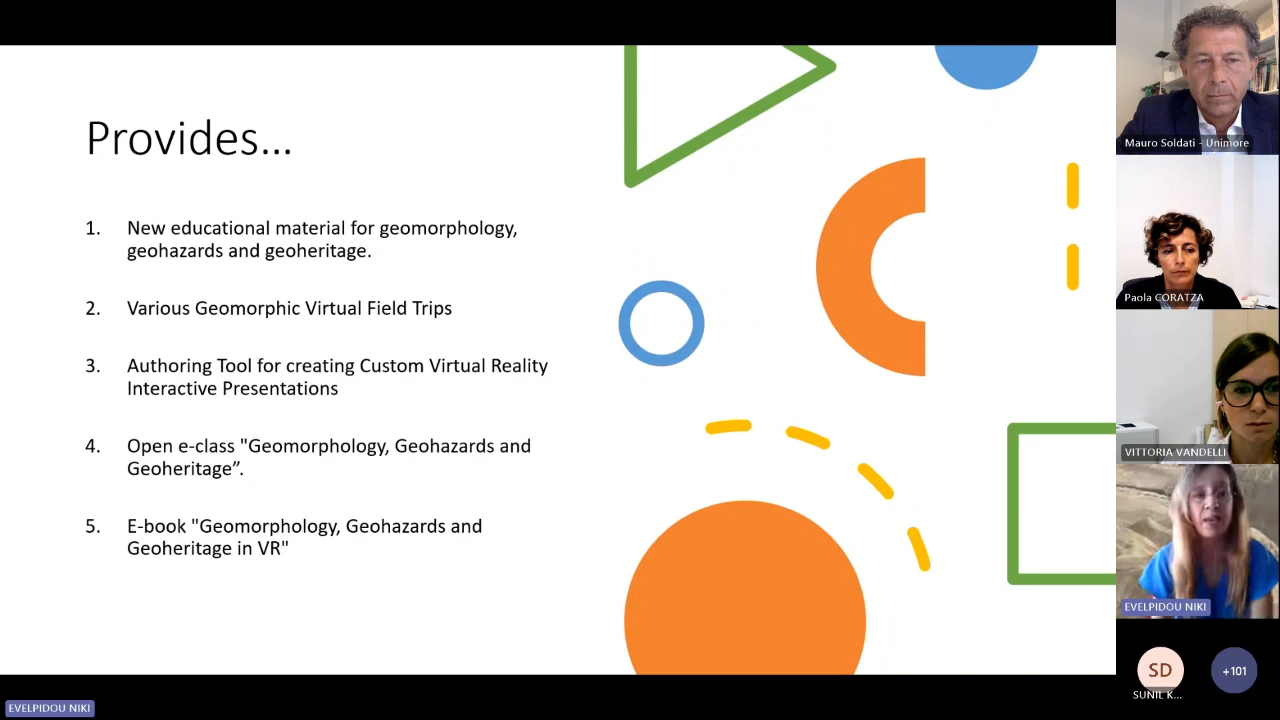 Provides...
1. New educational material for geomorphology,
geohazards and geoheritage.
2. Various Geomorphic Virtual Field Trips
3. Authoring Tool for creating Custom Virtual Reality
Interactive Presentations
4. Open e-class "Geomorphology, Geohazards and
Geoheritage”.
5. E-book "Geomorphology, Geohazards and
Geoheritage in VR"
Mauro Soldati - Unimore
Paola CORATZA
VITTORIA VANDELLI
EVELPIDOU NIKI
SD
+101
SUNIL K...
EVELPIDOU NIKI